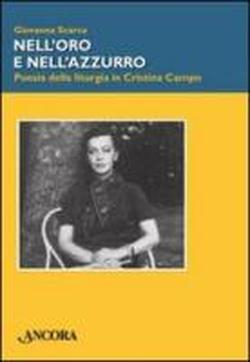 Giovanna Scarca
NELL'ORO
E NELL'AZZURRO
Poesia della liturgia in Cristina Campo
ANCORA